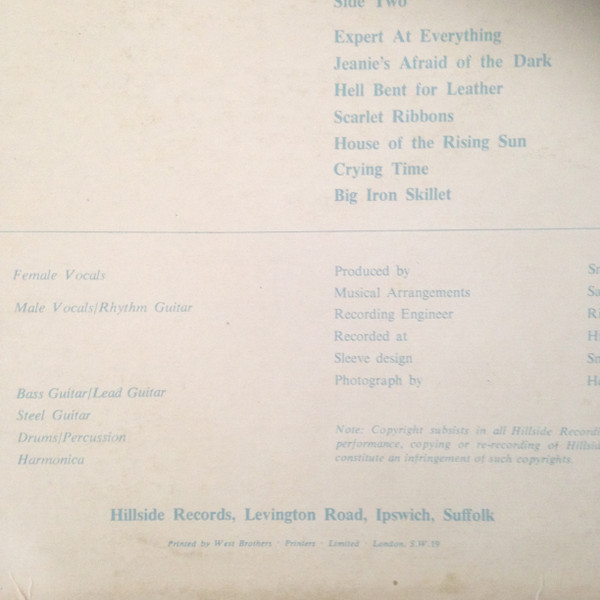 Side Two
Expert At Everything
Jeanie's Afraid of the Dark
Hell Bent for Leather
Scarlet Ribbons
House of the Rising Sun
Crying Time
Big Iron Skillet
Female Vocals
Male Vocals/Rhythm Guitar
Bass Guitar/Lead Guitar
Steel Guitar
Drums/Percussion
Harmonica
Produced by
Musical Arrangements
Recording Engineer
Recorded at
Sleeve design
Photograph by
Note: Copyright subsists in all Hillside
performance, copying or re-recording of
constitute an infringement of such copyrights.
Hillside Records, Levington Road, Ipswich, Suffolk
Printed by West Brothers · Printers · Limited · London, S.W.19